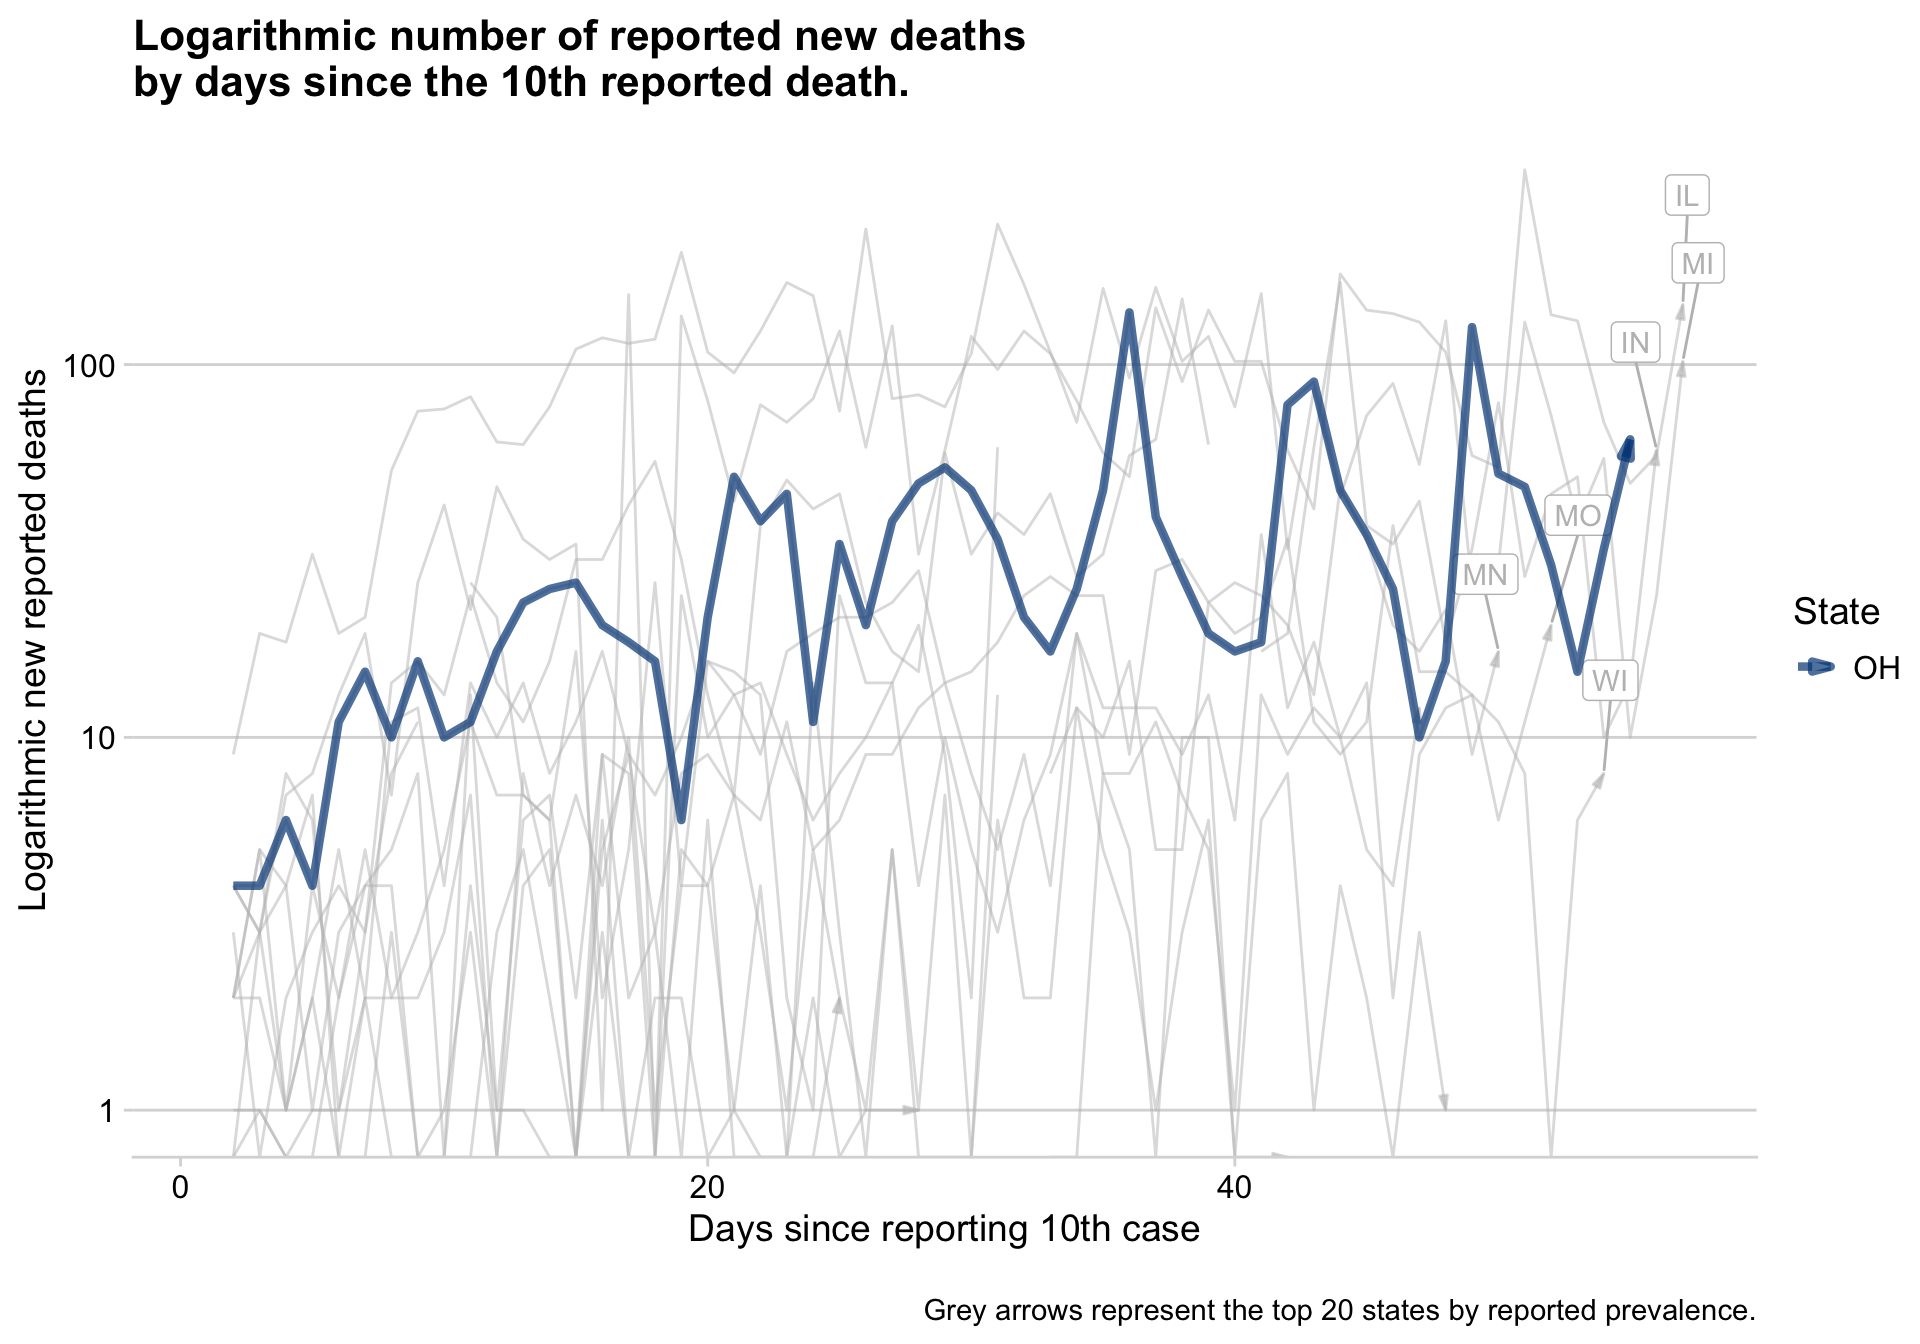 Logarithmic number of reported new deaths
by days since the 10th reported death.
Logarithmic new reported deaths
100
10
1
IL
MI
IN
MO
MN
WI
State
OH
0
20
40
Days since reporting 10th case
Grey arrows represent the top 20 states by reported prevalence.